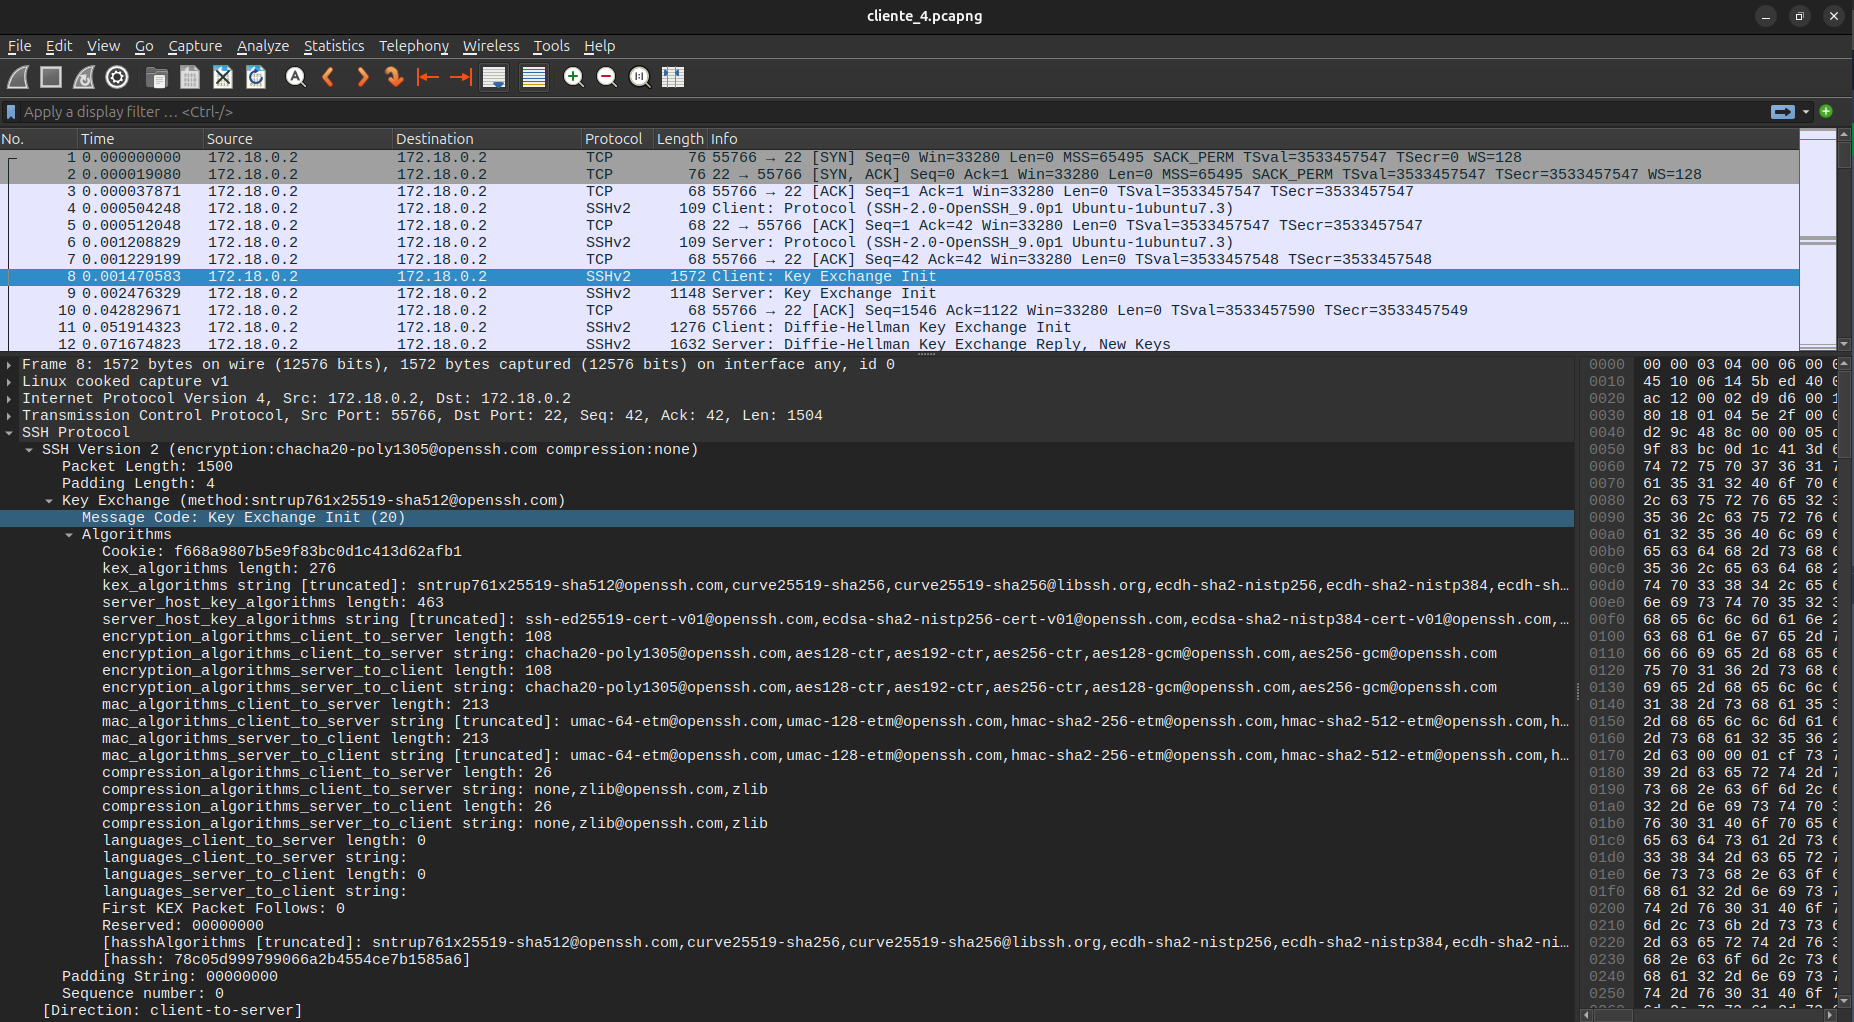 cliente_4.pcapng
File Edit View Go Capture Analyze Statistics Telephony Wireless Tools Help
Apply a display filter … <Ctrl-/>
No. Time Source Destination Protocol Length Info
1 0.000000000 172.18.0.2 172.18.0.2 TCP 76 55766 → 22 [SYN] Seq=0 Win=33280 Len=0 MSS=65495 SACK_PERM TSval=3533457547 TSecr=0 WS=128
2 0.000019080 172.18.0.2 172.18.0.2 TCP 76 22 → 55766 [SYN, ACK] Seq=0 Ack=1 Win=33280 Len=0 MSS=65495 SACK_PERM TSval=3533457547 TSecr=3533457547 WS=128
3 0.000037871 172.18.0.2 172.18.0.2 TCP 68 55766 → 22 [ACK] Seq=1 Ack=1 Win=33280 Len=0 TSval=3533457547 TSecr=3533457547
4 0.000504248 172.18.0.2 172.18.0.2 SSHv2 109 Client: Protocol (SSH-2.0-OpenSSH_9.0p1 Ubuntu-1ubuntu7.3)
5 0.000512048 172.18.0.2 172.18.0.2 TCP 68 22 → 55766 [ACK] Seq=1 Ack=42 Win=33280 Len=0 TSval=3533457547 TSecr=3533457547
6 0.001208829 172.18.0.2 172.18.0.2 SSHv2 109 Server: Protocol (SSH-2.0-OpenSSH_9.0p1 Ubuntu-1ubuntu7.3)
7 0.001229199 172.18.0.2 172.18.0.2 TCP 68 55766 → 22 [ACK] Seq=42 Ack=42 Win=33280 Len=0 TSval=3533457548 TSecr=3533457548
8 0.001470583 172.18.0.2 172.18.0.2 SSHv2 1572 Client: Key Exchange Init
9 0.002476329 172.18.0.2 172.18.0.2 SSHv2 1148 Server: Key Exchange Init
10 0.042829671 172.18.0.2 172.18.0.2 TCP 68 55766 → 22 [ACK] Seq=1546 Ack=1122 Win=33280 Len=0 TSval=3533457590 TSecr=3533457549
11 0.051914323 172.18.0.2 172.18.0.2 SSHv2 1276 Client: Diffie-Hellman Key Exchange Init
12 0.071674823 172.18.0.2 172.18.0.2 SSHv2 1632 Server: Diffie-Hellman Key Exchange Reply, New Keys
Frame 8: 1572 bytes on wire (12576 bits), 1572 bytes captured (12576 bits) on interface any, id 0
Linux cooked capture v1
Internet Protocol Version 4, Src: 172.18.0.2, Dst: 172.18.0.2
Transmission Control Protocol, Src Port: 55766, Dst Port: 22, Seq: 42, Ack: 42, Len: 1504
SSH Protocol
SSH Version 2 (encryption:chacha20-poly1305@openssh.com compression:none)
Packet Length: 1500
Padding Length: 4
Key Exchange (method:sntrup761x25519-sha512@openssh.com)
Message Code: Key Exchange Init (20)
Algorithms
Cookie: f668a9807b5e9f83bc0d1c413d62afb1
kex_algorithms length: 276
kex_algorithms string [truncated]: sntrup761x25519-sha512@openssh.com,curve25519-sha256,curve25519-sha256@libssh.org,ecdh-sha2-nistp256,ecdh-sha2-nistp384,ecdh-sh…
server_host_key_algorithms length: 463
server_host_key_algorithms string [truncated]: ssh-ed25519-cert-v01@openssh.com,ecdsa-sha2-nistp256-cert-v01@openssh.com,ecdsa-sha2-nistp384-cert-v01@openssh.com,…
encryption_algorithms_client_to_server length: 108
encryption_algorithms_client_to_server string: chacha20-poly1305@openssh.com,aes128-ctr,aes192-ctr,aes256-ctr,aes128-gcm@openssh.com,aes256-gcm@openssh.com
encryption_algorithms_server_to_client length: 108
encryption_algorithms_server_to_client string: chacha20-poly1305@openssh.com,aes128-ctr,aes192-ctr,aes256-ctr,aes128-gcm@openssh.com,aes256-gcm@openssh.com
mac_algorithms_client_to_server length: 213
mac_algorithms_client_to_server string [truncated]: umac-64-etm@openssh.com,umac-128-etm@openssh.com,hmac-sha2-256-etm@openssh.com,hmac-sha2-512-etm@openssh.com,h…
mac_algorithms_server_to_client length: 213
mac_algorithms_server_to_client string [truncated]: umac-64-etm@openssh.com,umac-128-etm@openssh.com,hmac-sha2-256-etm@openssh.com,hmac-sha2-512-etm@openssh.com,h…
compression_algorithms_client_to_server length: 26
compression_algorithms_client_to_server string: none,zlib@openssh.com,zlib
compression_algorithms_server_to_client length: 26
compression_algorithms_server_to_client string: none,zlib@openssh.com,zlib
languages_client_to_server length: 0
languages_client_to_server string:
languages_server_to_client length: 0
languages_server_to_client string:
First KEX Packet Follows: 0
Reserved: 00000000
[hasshAlgorithms [truncated]: sntrup761x25519-sha512@openssh.com,curve25519-sha256,curve25519-sha256@libssh.org,ecdh-sha2-nistp256,ecdh-sha2-nistp384,ecdh-sha2-ni…
[hassh: 78c05d999799066a2b4554ce7b1585a6]
Padding String: 00000000
Sequence number: 0
[Direction: client-to-server]
0000 00 00 03 04 00 06 00
0010 45 10 06 14 5b ed 40
0020 ac 12 00 02 d9 d6 00
0030 80 18 01 04 5e 2f 00
0040 d2 9c 48 8c 00 00 05
0050 9f 83 bc 0d 1c 41 3d
0060 74 72 75 70 37 36 31
0070 61 35 31 32 40 6f 70
0080 2c 63 75 72 76 65 32
0090 35 36 2c 63 75 72 76
00a0 61 32 35 36 40 6c 69
00b0 65 63 64 68 2d 73 68
00c0 35 36 2c 65 63 64 68
00d0 74 70 33 38 34 2c 65
00e0 6e 69 73 74 70 35 32
00f0 68 65 6c 6c 6d 61 6e
0100 63 68 61 6e 67 65 2d
0110 66 66 69 65 2d 68 65
0120 75 70 31 36 2d 73 68
0130 69 65 2d 68 65 6c 6c
0140 31 38 2d 73 68 61 35
0150 2d 68 65 6c 6c 6d 61
0160 2d 73 68 61 32 35 36
0170 2d 63 00 00 01 cf 73
0180 39 2d 63 65 72 74 2d
0190 73 68 2e 63 6f 6d 2c
01a0 32 2d 6e 69 73 74 70
01b0 76 30 31 40 6f 70 65
01c0 65 63 64 73 61 2d 73
01d0 33 38 34 2d 63 65 72
01e0 6e 73 73 68 2e 63 6f
01f0 68 61 32 2d 6e 69 73
0200 74 2d 76 30 31 40 6f
0210 6d 2c 73 6b 2d 73 73
0220 2d 63 65 72 74 2d 76
0230 68 2e 63 6f 6d 2c 73
0240 68 61 32 2d 6e 69 73
0250 74 2d 76 30 31 40 6f